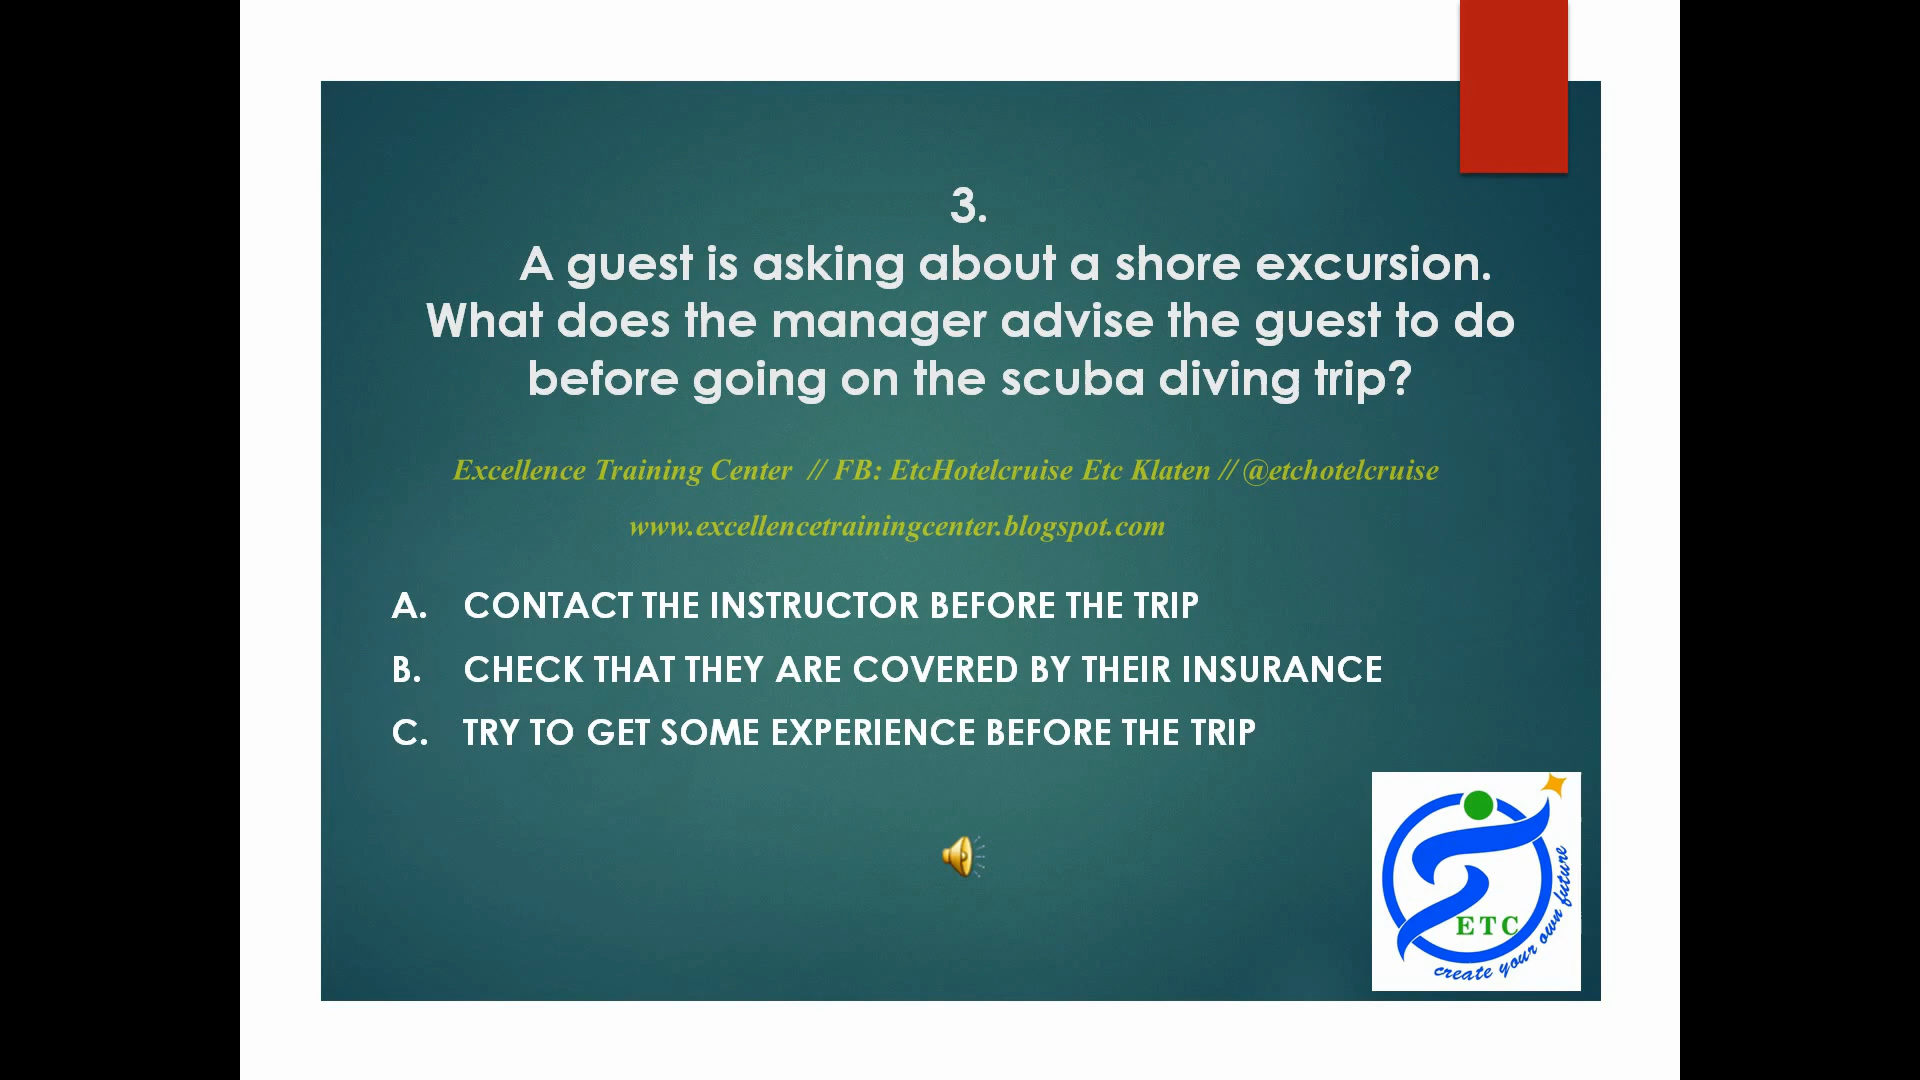 3.
A guest is asking about a shore excursion.
What does the manager advise the guest to do
before going on the scuba diving trip?
Excellence Training Center // FB: EtcHotelcruise Etc Klaten // @etchotelcruise
www.excellencetrainingcenter.blogspot.com
A. CONTACT THE INSTRUCTOR BEFORE THE TRIP
B. CHECK THAT THEY ARE COVERED BY THEIR INSURANCE
C. TRY TO GET SOME EXPERIENCE BEFORE THE TRIP
ETC
create your own future